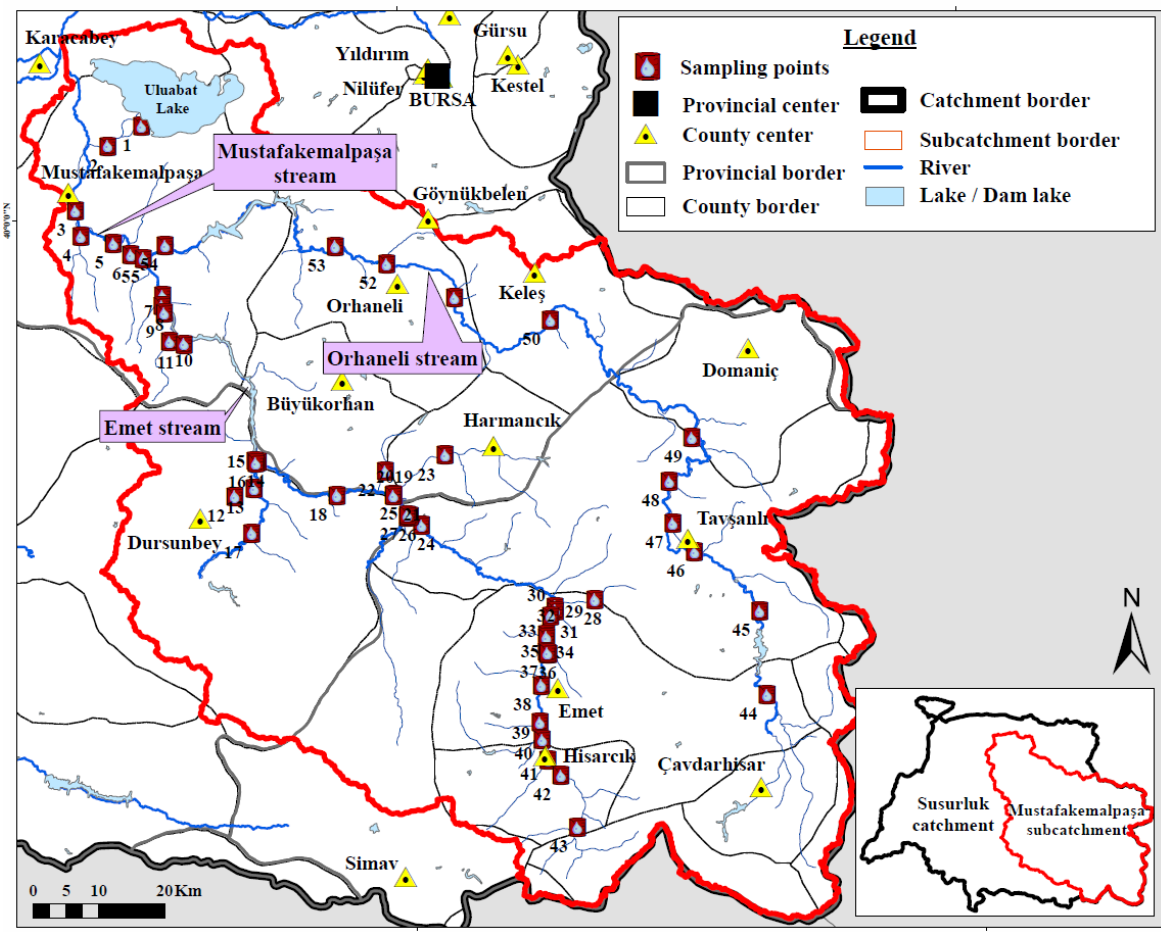 Karacabey
Gürsu
Yıldırım
Nilüfer
BURSA
Kestel
Uluabat
Lake
1
2
Mustafakemalpaşa
Mustafakemalpaşa
stream
Göynükbelen
3
4
5
6
55
54
53
52
Orhaneli
Keleş
50
7
8
9
11
10
Orhaneli stream
Domaniç
Büyükorhan
Emet stream
Harmancık
15
16
14
13
12
Dursunbey
17
18
22
20
19
23
25
21
27
26
24
49
48
47
Tavşanlı
46
45
44
30
32
29
28
33
31
35
34
37
36
38
Emet
39
40
41
Hisarcık
42
43
Çavdarhisar
Simav
0 5 10 20 Km
N
40°0'0"N
Legend
Sampling points
Provincial center
County center
Provincial border
County border
Catchment border
Subcatchment border
River
Lake / Dam lake
Susurluk
catchment
Mustafakemalpaşa
subcatchment